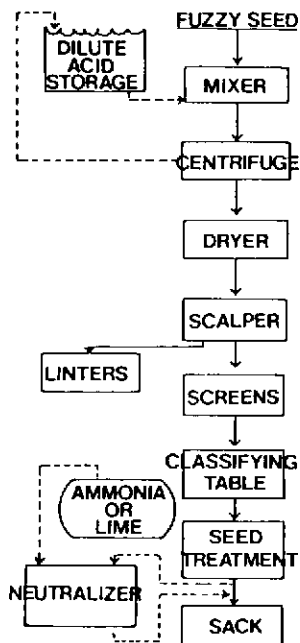 FUZZY SEED
DILUTE
ACID
STORAGE
MIXER
CENTRIFUGE
DRYER
SCALPER
LINTERS
SCREENS
CLASSIFYING
TABLE
AMMONIA
OR
LIME
SEED
TREATMENT
NEUTRALIZER
SACK